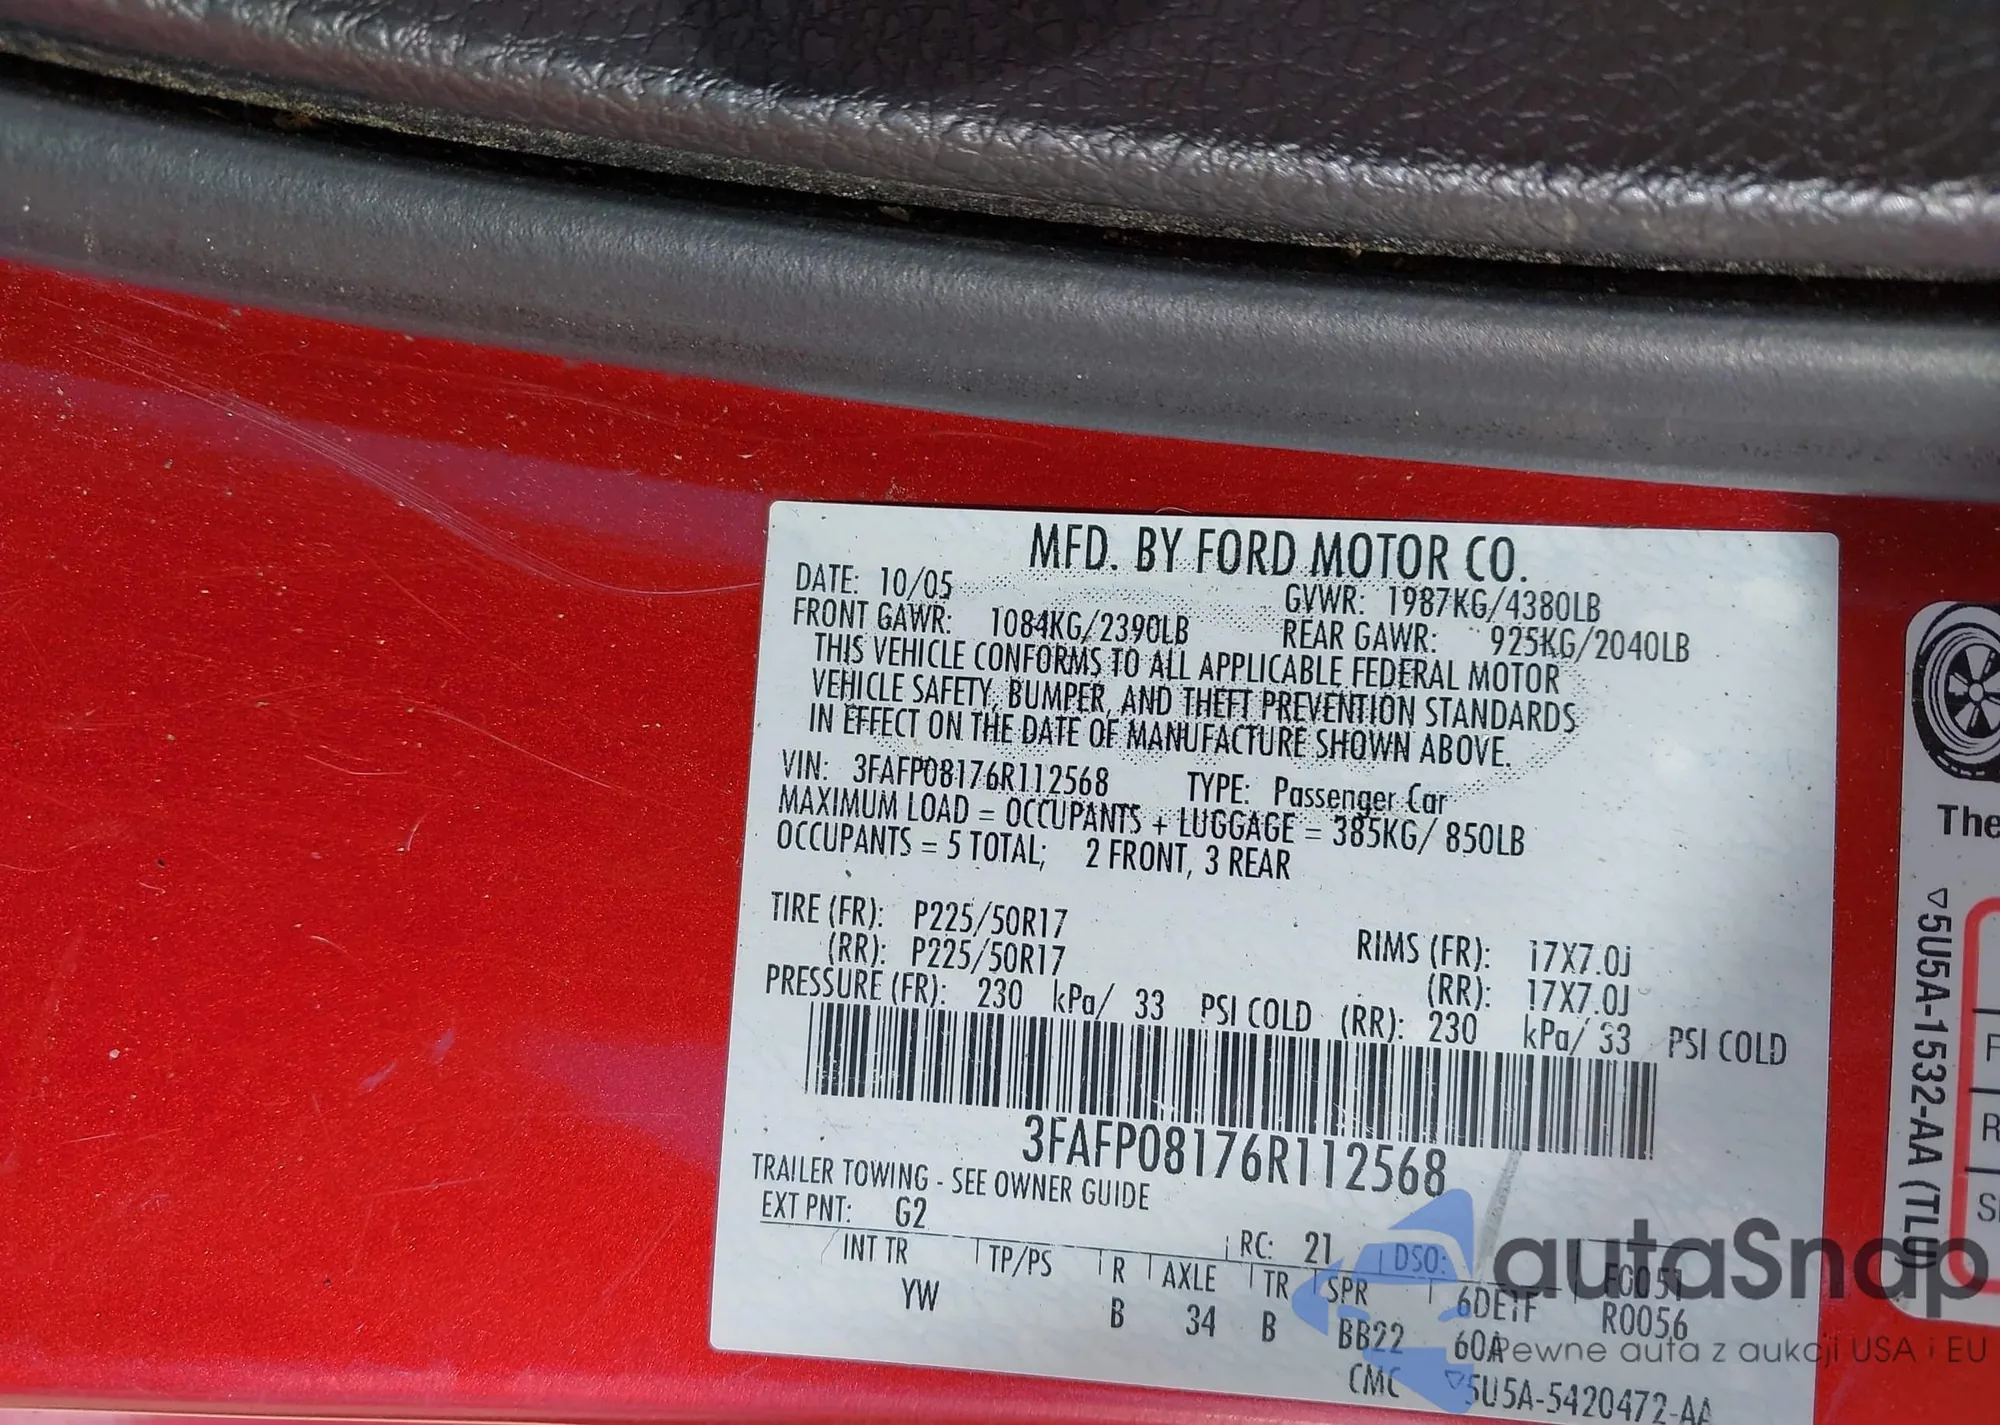 MFD. BY FORD MOTOR CO.
DATE: 10/05 GVWR: 1987KG/4380LB
FRONT GAWR: 1084KG/2390LB REAR GAWR: 925KG/2040LB
THIS VEHICLE CONFORMS TO ALL APPLICABLE FEDERAL MOTOR
VEHICLE SAFETY, BUMPER, AND THEFT PREVENTION STANDARDS
IN EFFECT ON THE DATE OF MANUFACTURE SHOWN ABOVE.
VIN: 3FAFP08176R112568 TYPE: Passenger Car
MAXIMUM LOAD = OCCUPANTS + LUGGAGE = 385KG/ 850LB
OCCUPANTS = 5 TOTAL; 2 FRONT, 3 REAR
TIRE (FR): P225/50R17 RIMS (FR): 17X7.0J
(RR): P225/50R17 (RR): 17X7.0J
PRESSURE (FR): 230 kPa/ 33 PSI COLD (RR): 230 kPa/ 33 PSI COLD
3FAFP08176R112568
TRAILER TOWING - SEE OWNER GUIDE
EXT PNT: G2 RC: 21 DSO: FC051
INT TR TP/PS R AXLE TR SPR 6DE1F R0056
YW B 34 B BB22 60A
CMC ▽5U5A-5420472-AA
The
▽5U5A-1532-AA (TLU)
autaSnap
Pewne auta z aukcji USA i EU